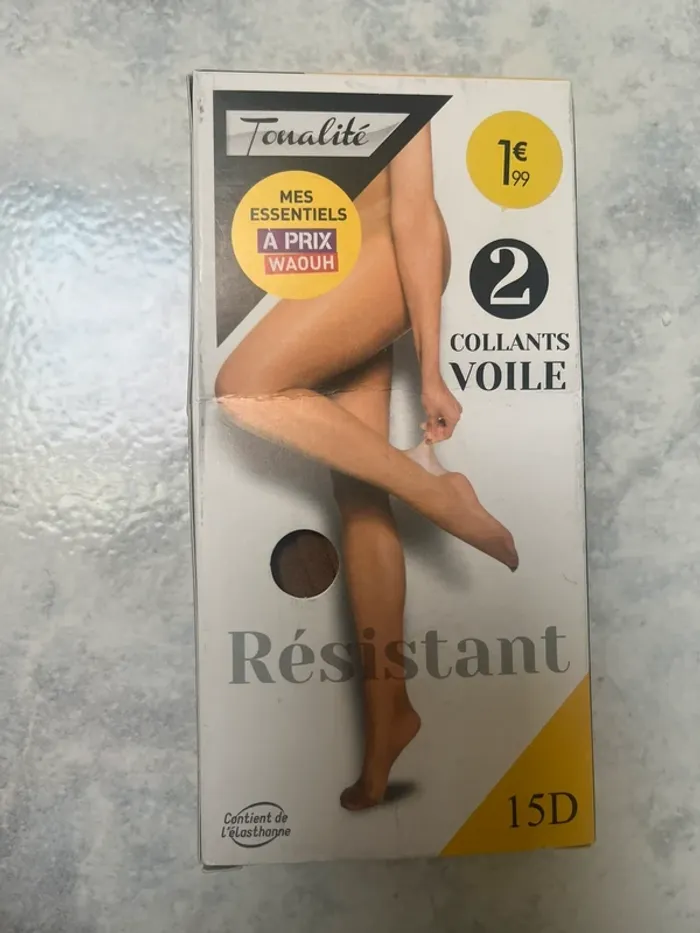 Tonalité
1€99
MES
ESSENTIELS
À PRIX
WAOUH
2
COLLANTS
VOILE
Résistant
Contient de
l'élasthanne
15D